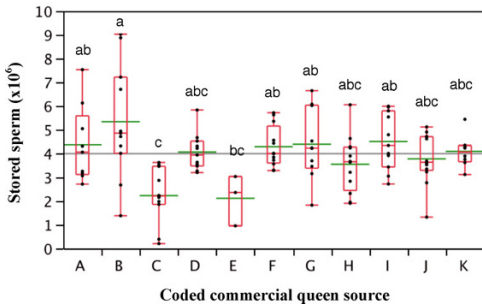 Stored sperm (x10⁶)
10
9
8
7
6
5
4
3
2
1
0
ab a c abc bc ab ab abc ab abc abc
A B C D E F G H I J K
Coded commercial queen source